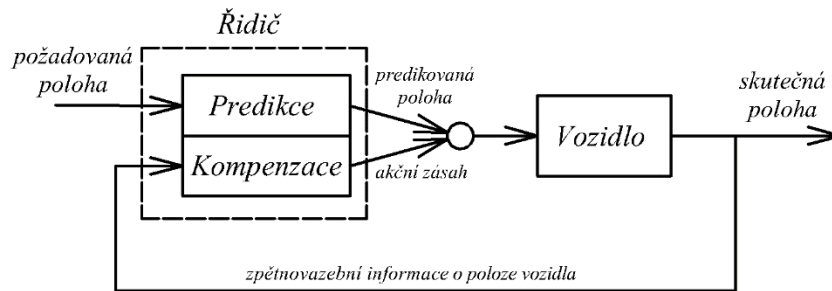 Řidič
požadovaná
poloha
Predikce
Kompenzace
predikovaná
poloha
akční zásah
Vozidlo
skutečná
poloha
zpětnovazební informace o poloze vozidla